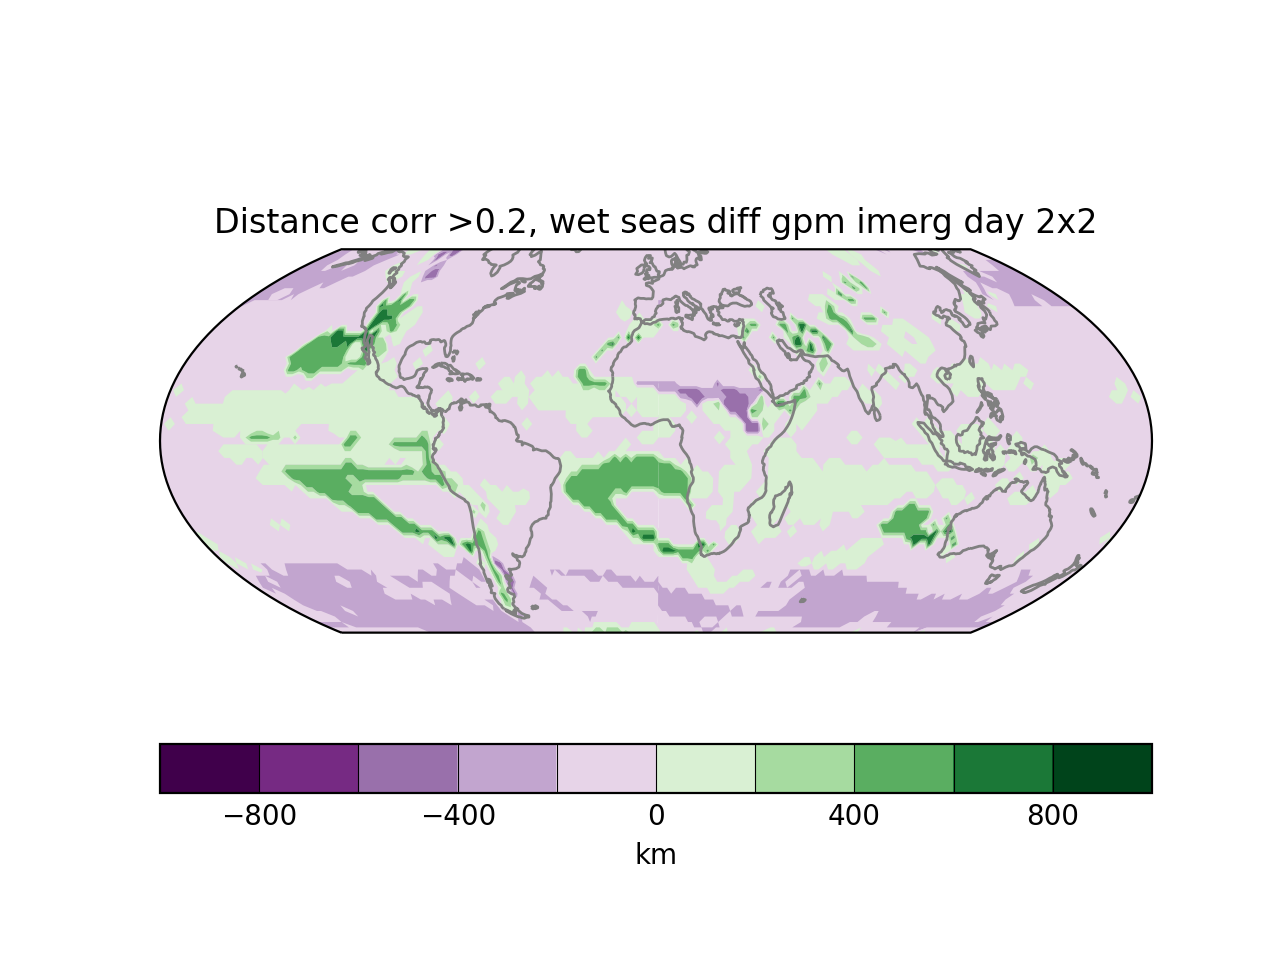 Distance corr >0.2, wet seas diff gpm imerg day 2x2
−800 −400 0 400 800
km